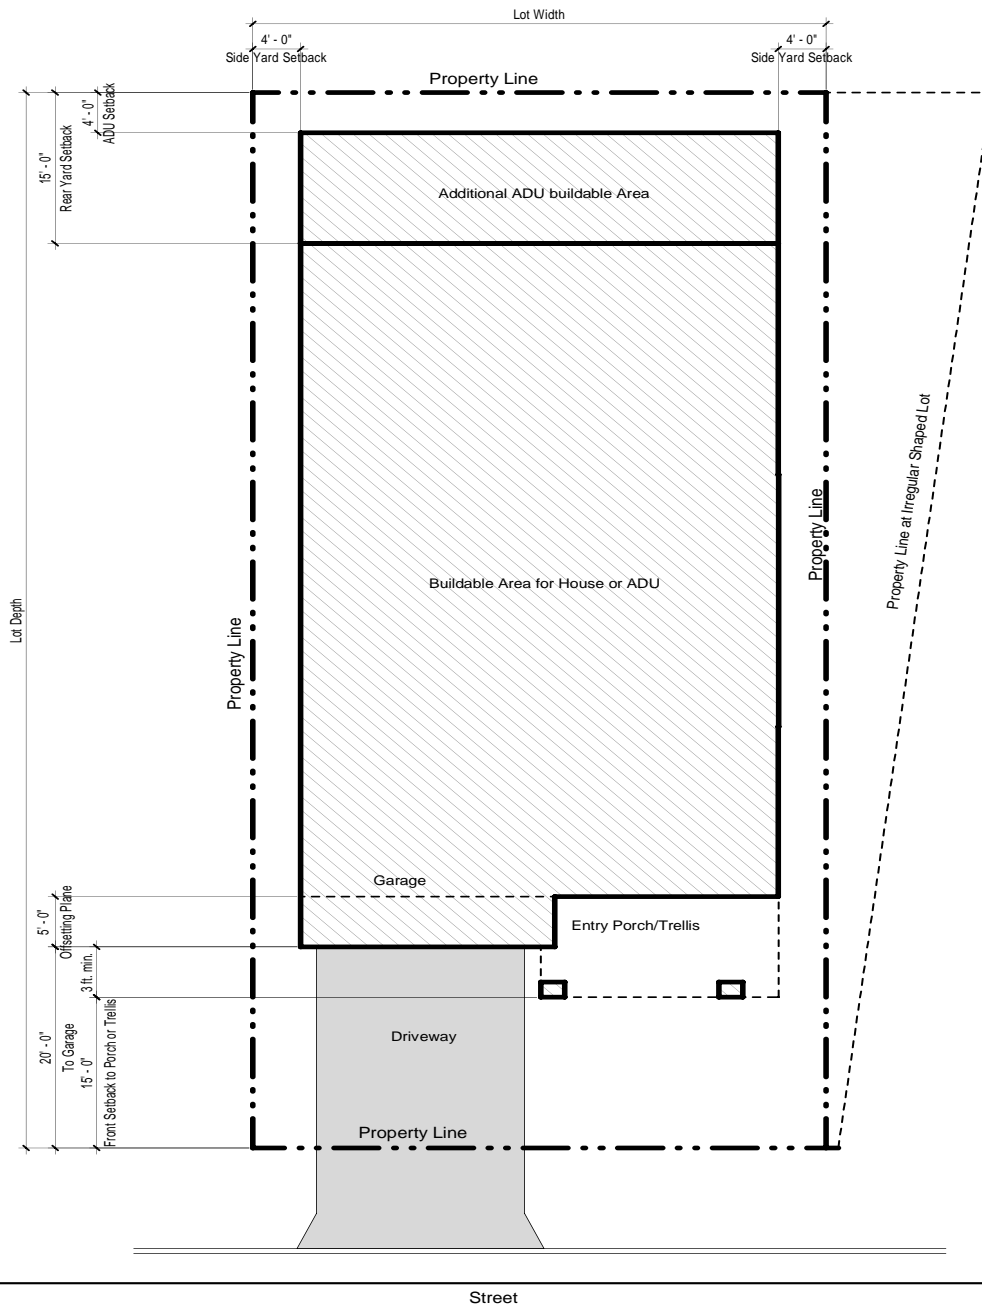 Lot Width
4' - 0"
4' - 0"
Side Yard Setback
Side Yard Setback
Property Line
4' - 0"
ADU Setback
15' - 0"
Rear Yard Setback
Additional ADU buildable Area
Property Line at Irregular Shaped Lot
Property Line
Buildable Area for House or ADU
Lot Depth
Property Line
Garage
5' - 0"
Offsetting Plane
Entry Porch/Trellis
3 ft. min.
20' - 0"
To Garage
15' - 0"
Front Setback to Porch or Trellis
Driveway
Property Line
Street